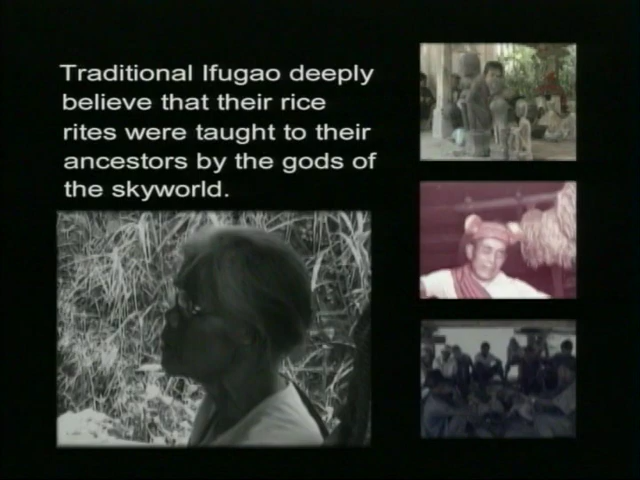 Traditional Ifugao deeply
believe that their rice
rites were taught to their
ancestors by the gods of
the skyworld.